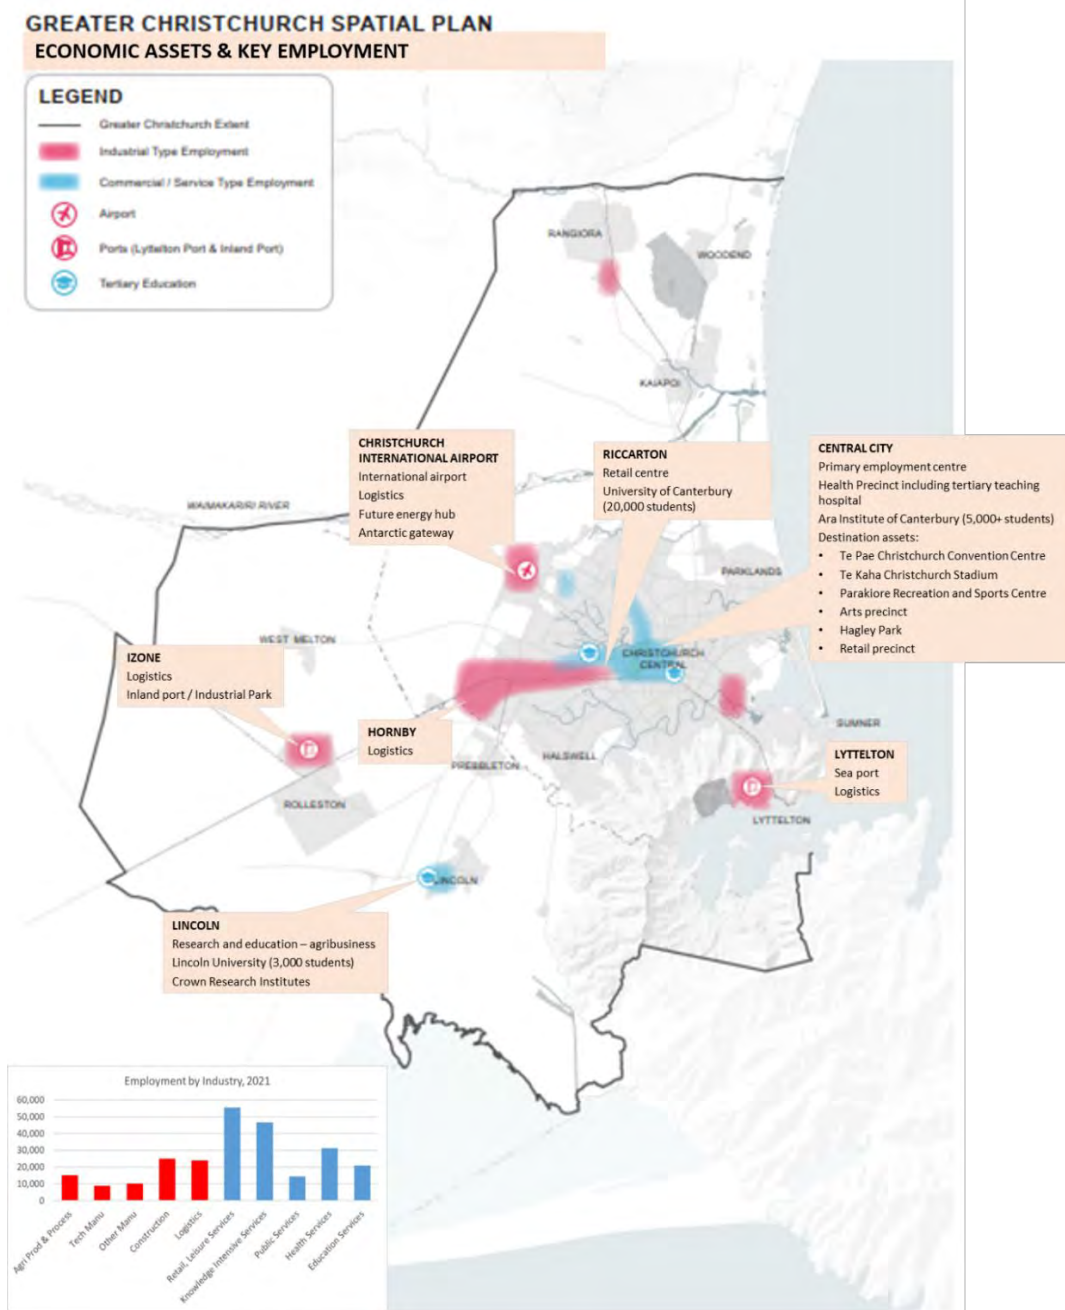 GREATER CHRISTCHURCH SPATIAL PLAN
ECONOMIC ASSETS & KEY EMPLOYMENT
LEGEND
Greater Christchurch Extent
Industrial Type Employment
Commercial / Service Type Employment
Airport
Ports (Lyttelton Port & Inland Port)
Tertiary Education
RANGIORA
WOODEND
KAIAPOI
CHRISTCHURCH
INTERNATIONAL AIRPORT
International airport
Logistics
Future energy hub
Antarctic gateway
RICCARTON
Retail centre
University of Canterbury
(20,000 students)
CENTRAL CITY
Primary employment centre
Health Precinct including tertiary teaching
hospital
Ara Institute of Canterbury (5,000+ students)
Destination assets:
• Te Pae Christchurch Convention Centre
• Te Kaha Christchurch Stadium
• Parakiore Recreation and Sports Centre
• Arts precinct
• Hagley Park
• Retail precinct
WAIMAKARIRI RIVER
PARKLANDS
WEST MELTON
CHRISTCHURCH
CENTRAL
IZONE
Logistics
Inland port / Industrial Park
HORNBY
Logistics
SUMNER
HALSWELL
PREBBLETON
LYTTELTON
Sea port
Logistics
ROLLESTON
LYTTELTON
LINCOLN
LINCOLN
Research and education – agribusiness
Lincoln University (3,000 students)
Crown Research Institutes
Employment by Industry, 2021
60,000
50,000
40,000
30,000
20,000
10,000
0
Agri Prod & Process
Tech Manu
Other Manu
Construction
Logistics
Retail, Leisure Services
Knowledge Intensive Services
Public Services
Health Services
Education Services